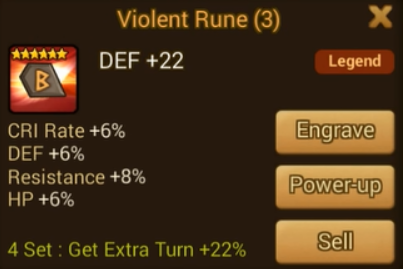 Violent Rune (3)
DEF +22
Legend
CRI Rate +6%
DEF +6%
Resistance +8%
HP +6%
4 Set : Get Extra Turn +22%
Engrave
Power-up
Sell